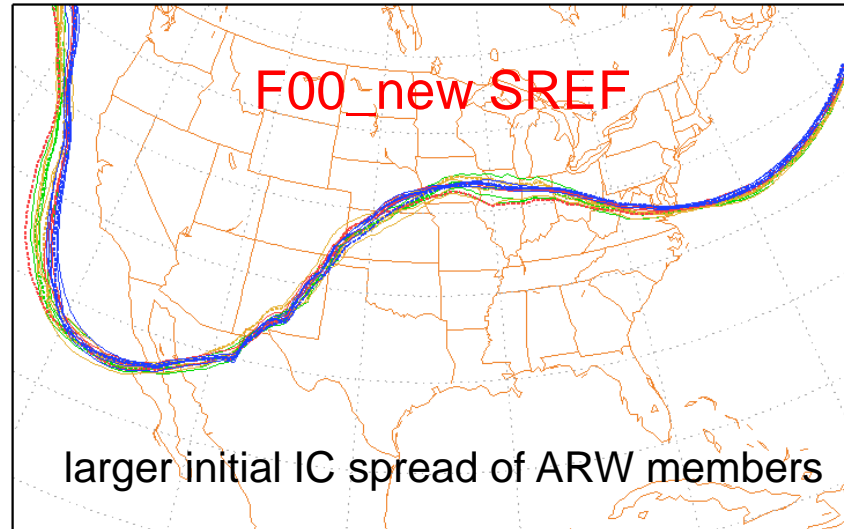 F00_new SREF
larger initial IC spread of ARW members